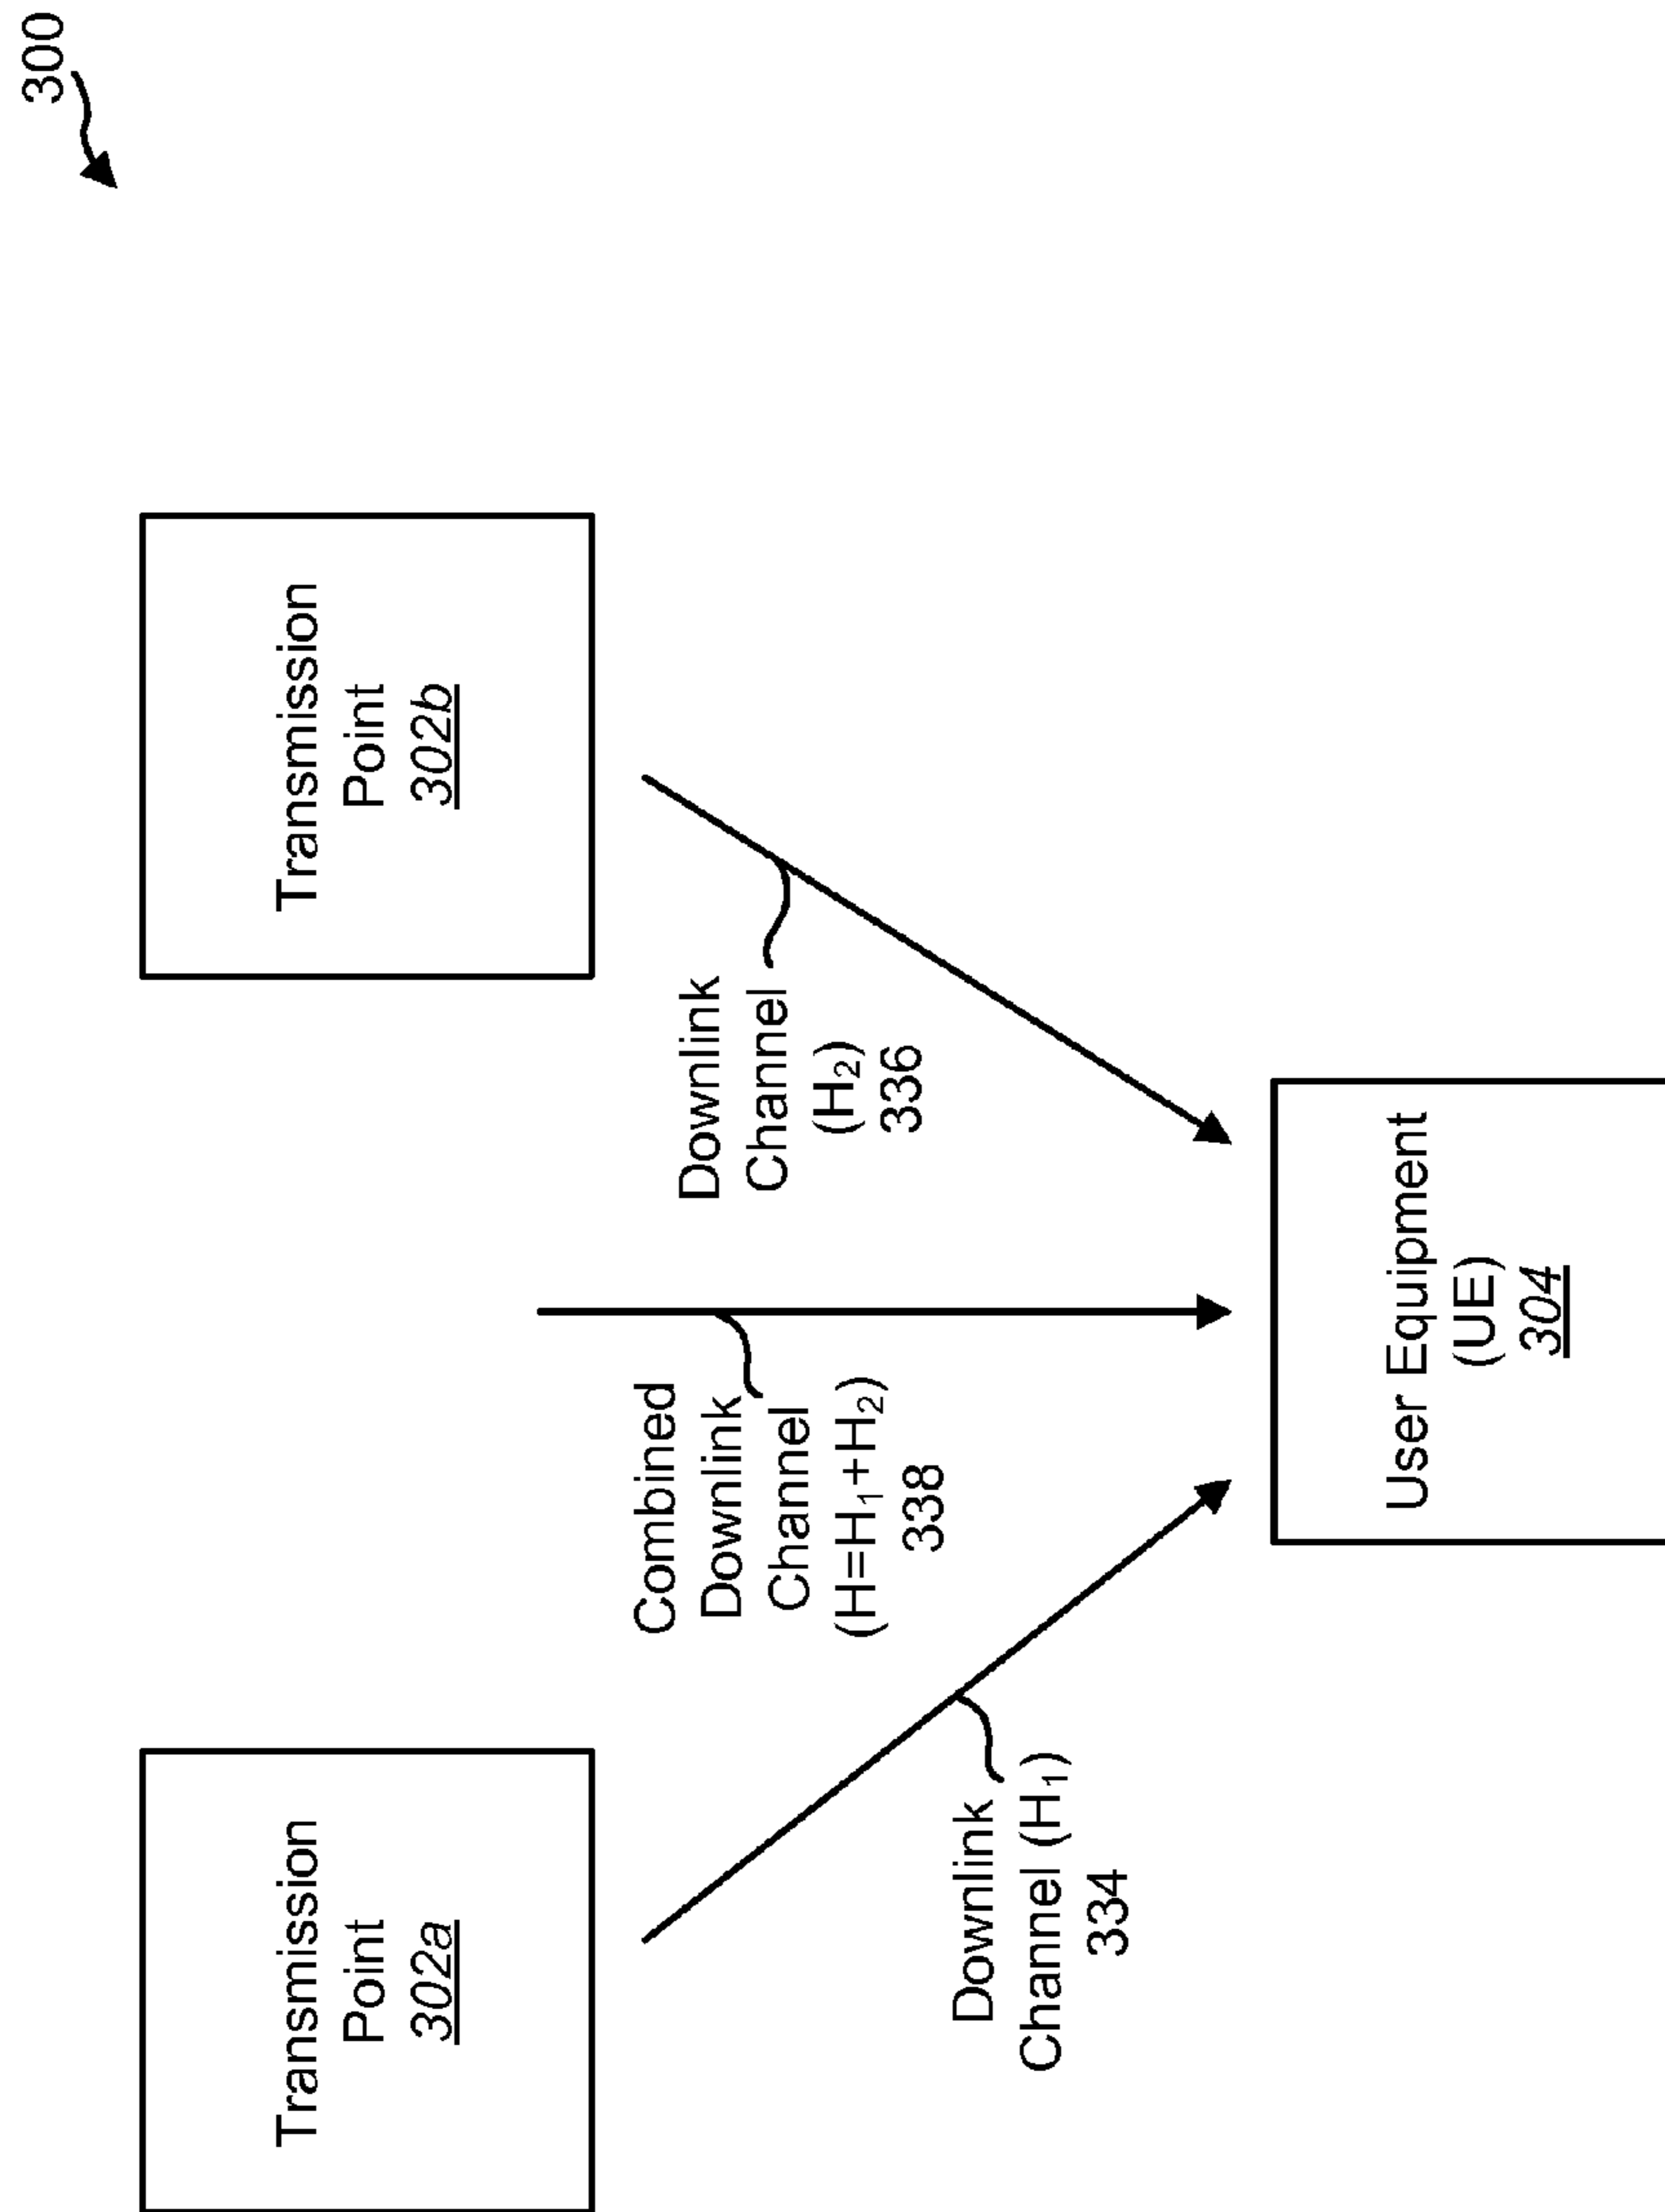 300
Transmission
Point
302a
Transmission
Point
302b
Combined
Downlink
Channel
(H=H₁+H₂)
338
Downlink
Channel
(H₂)
336
Downlink
Channel (H₁)
334
User Equipment
(UE)
304